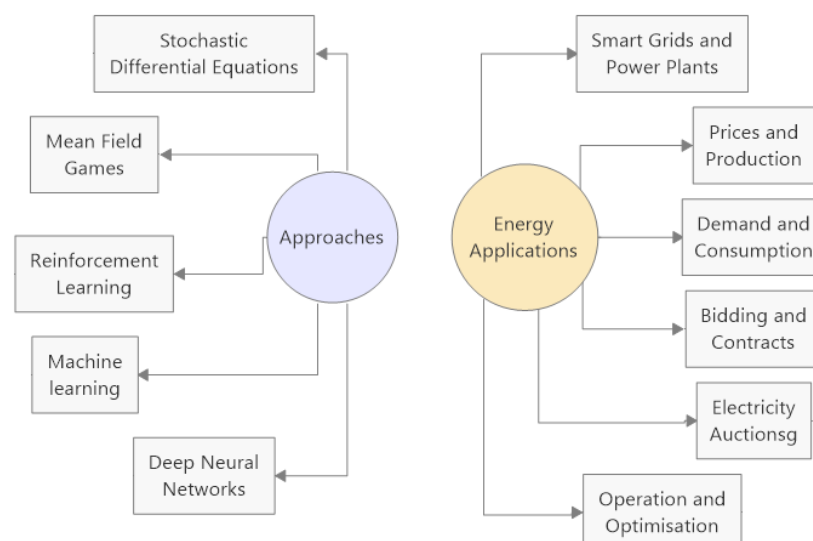 Stochastic
Differential Equations
Mean Field
Games
Approaches
Reinforcement
Learning
Machine
learning
Deep Neural
Networks
Smart Grids and
Power Plants
Prices and
Production
Energy
Applications
Demand and
Consumption
Bidding and
Contracts
Electricity
Auctionsg
Operation and
Optimisation